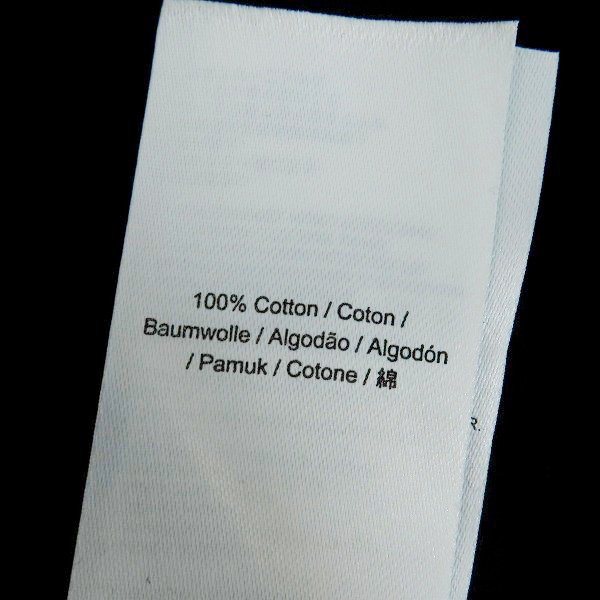 100% Cotton / Coton /
Baumwolle / Algodão / Algodón
/ Pamuk / Cotone / 綿
R.